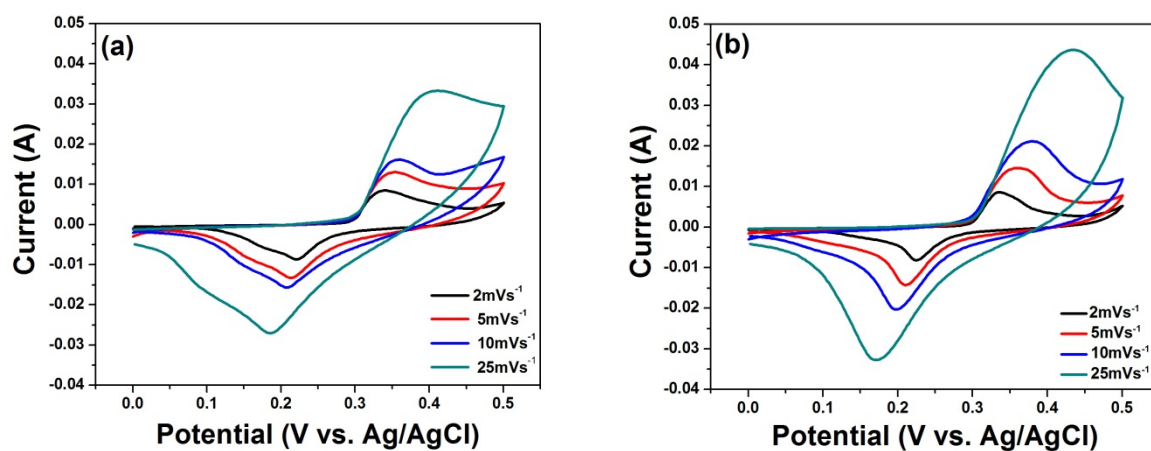 (a)
Current (A)
0.05
0.04
0.03
0.02
0.01
0.00
-0.01
-0.02
-0.03
-0.04
2mVs⁻¹
5mVs⁻¹
10mVs⁻¹
25mVs⁻¹
0.0 0.1 0.2 0.3 0.4 0.5
Potential (V vs. Ag/AgCl)
(b)
Current (A)
0.05
0.04
0.03
0.02
0.01
0.00
-0.01
-0.02
-0.03
-0.04
2mVs⁻¹
5mVs⁻¹
10mVs⁻¹
25mVs⁻¹
0.0 0.1 0.2 0.3 0.4 0.5
Potential (V vs. Ag/AgCl)